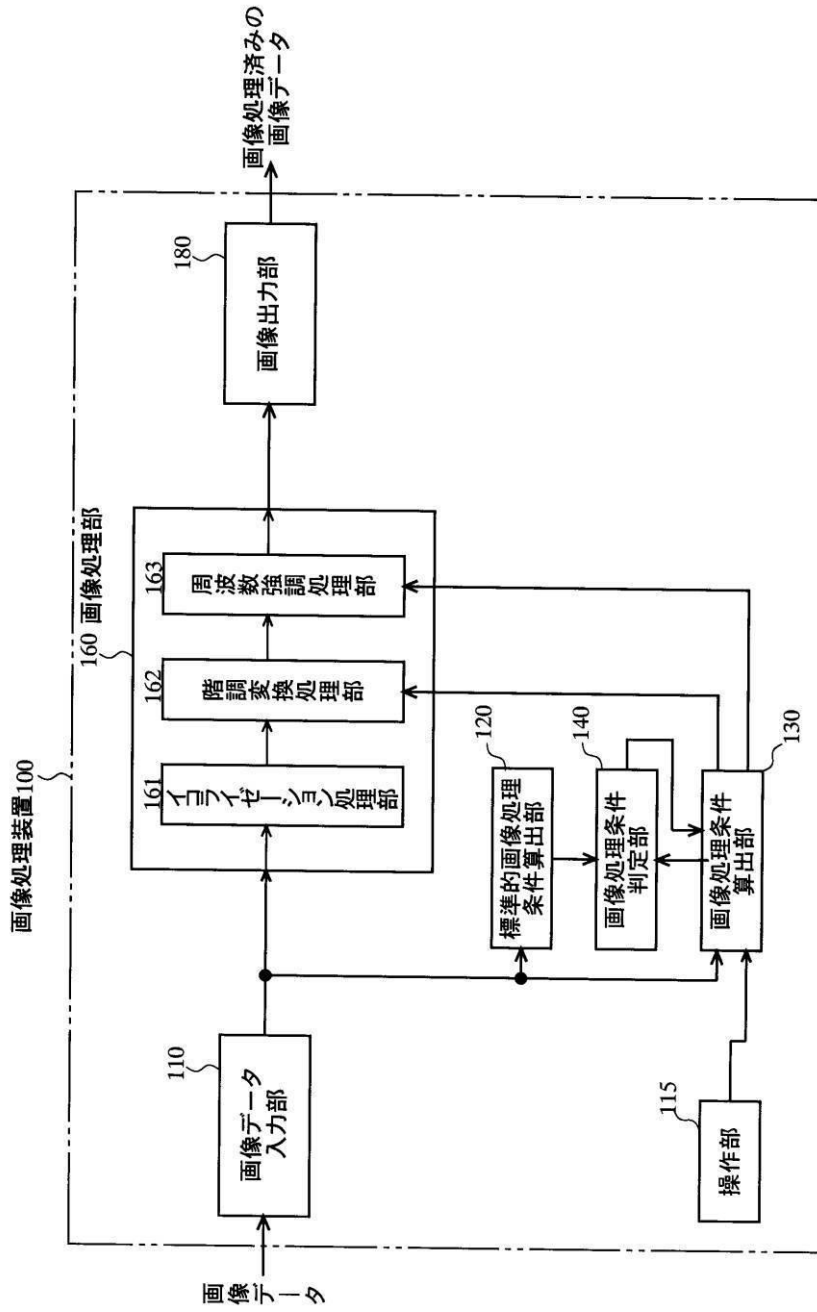 画像処理装置100
画像
データ
110
画像データ
入力部
160 画像処理部
161
イコライゼーション処理部
162
階調変換処理部
163
周波数強調処理部
180
画像出力部
画像処理済みの
画像データ
120
標準的画像処理
条件算出部
140
画像処理条件
判定部
130
画像処理条件
算出部
115
操作部